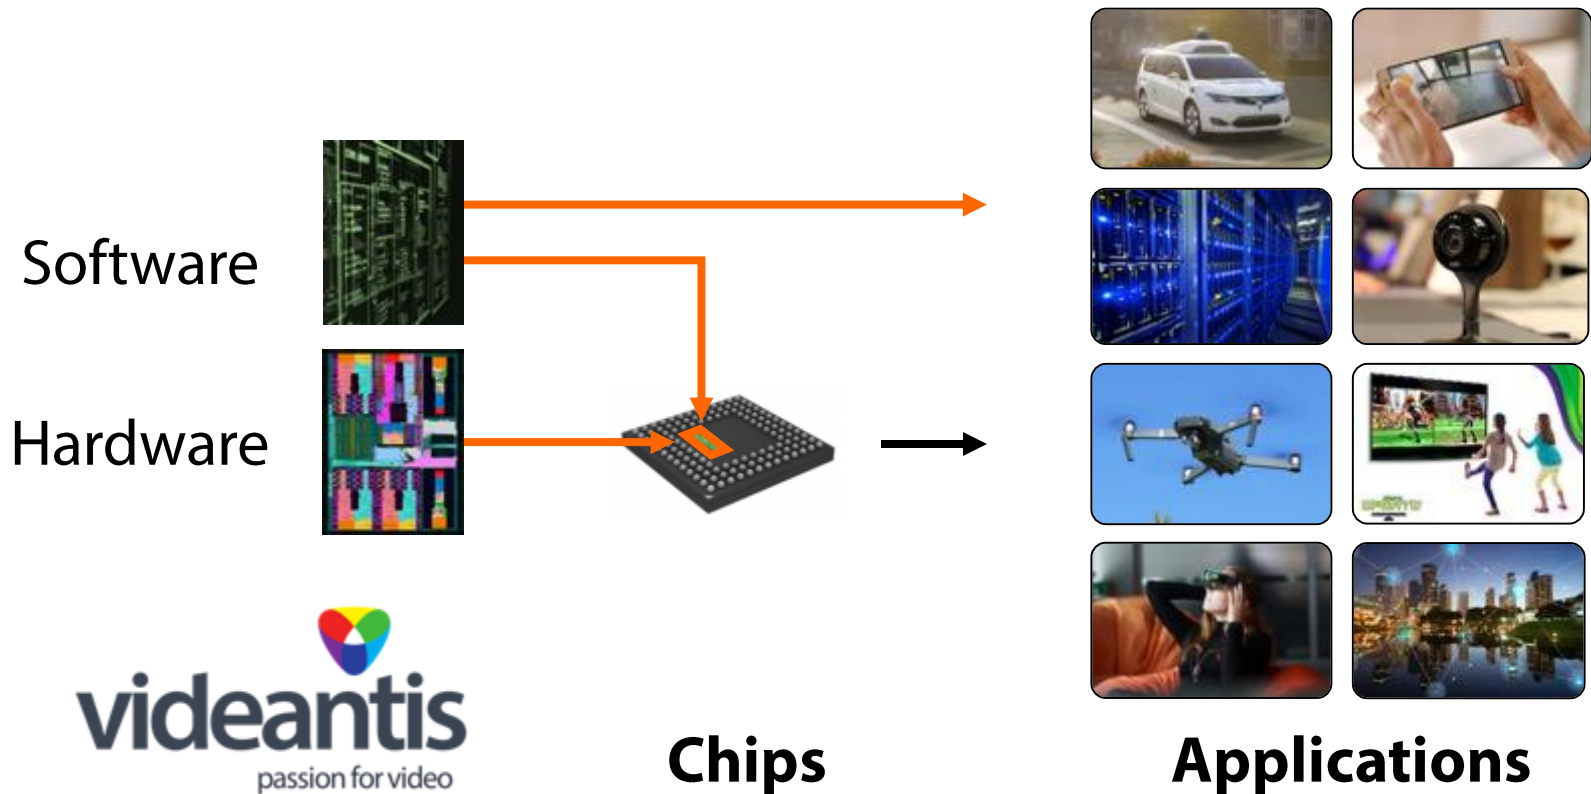 Software
Hardware
videantis
passion for video
Chips
Applications